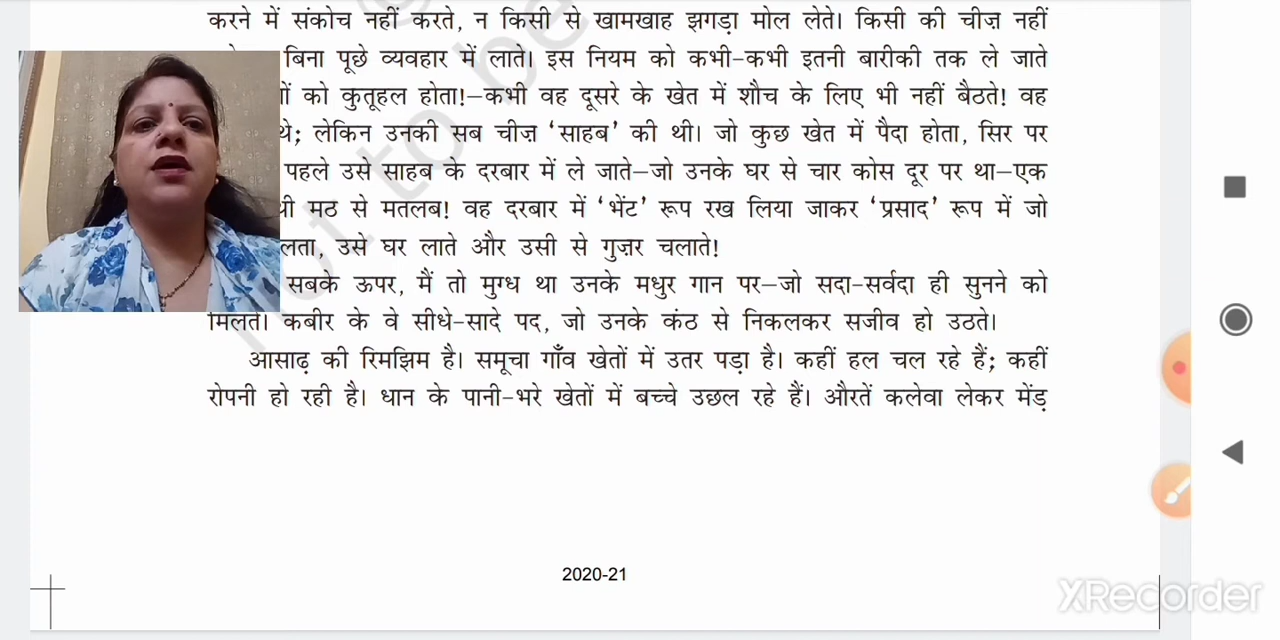 करने में संकोच नहीं करते, न किसी से खामखाह झगड़ा मोल लेते। किसी की चीज़ नहीं
बिना पूछे व्यवहार में लाते। इस नियम को कभी-कभी इतनी बारीकी तक ले जाते
को कुतूहल होता!—कभी वह दूसरे के खेत में शौच के लिए भी नहीं बैठते! वह
थे; लेकिन उनकी सब चीज़ ‘साहब’ की थी। जो कुछ खेत में पैदा होता, सिर पर
पहले उसे साहब के दरबार में ले जाते—जो उनके घर से चार कोस दूर पर था—एक
मठ से मतलब! वह दरबार में ‘भेंट’ रूप रख लिया जाकर ‘प्रसाद’ रूप में जो
उसे घर लाते और उसी से गुज़र चलाते!
सबके ऊपर, मैं तो मुग्ध था उनके मधुर गान पर—जो सदा-सर्वदा ही सुनने को
मिलते। कबीर के वे सीधे-सादे पद, जो उनके कंठ से निकलकर सजीव हो उठते।
आसाढ़ की रिमझिम है। समूचा गाँव खेतों में उतर पड़ा है। कहीं हल चल रहे हैं; कहीं
रोपनी हो रही है। धान के पानी-भरे खेतों में बच्चे उछल रहे हैं। औरतें कलेवा लेकर मेंड़
not to be
2020-21
XRecorder